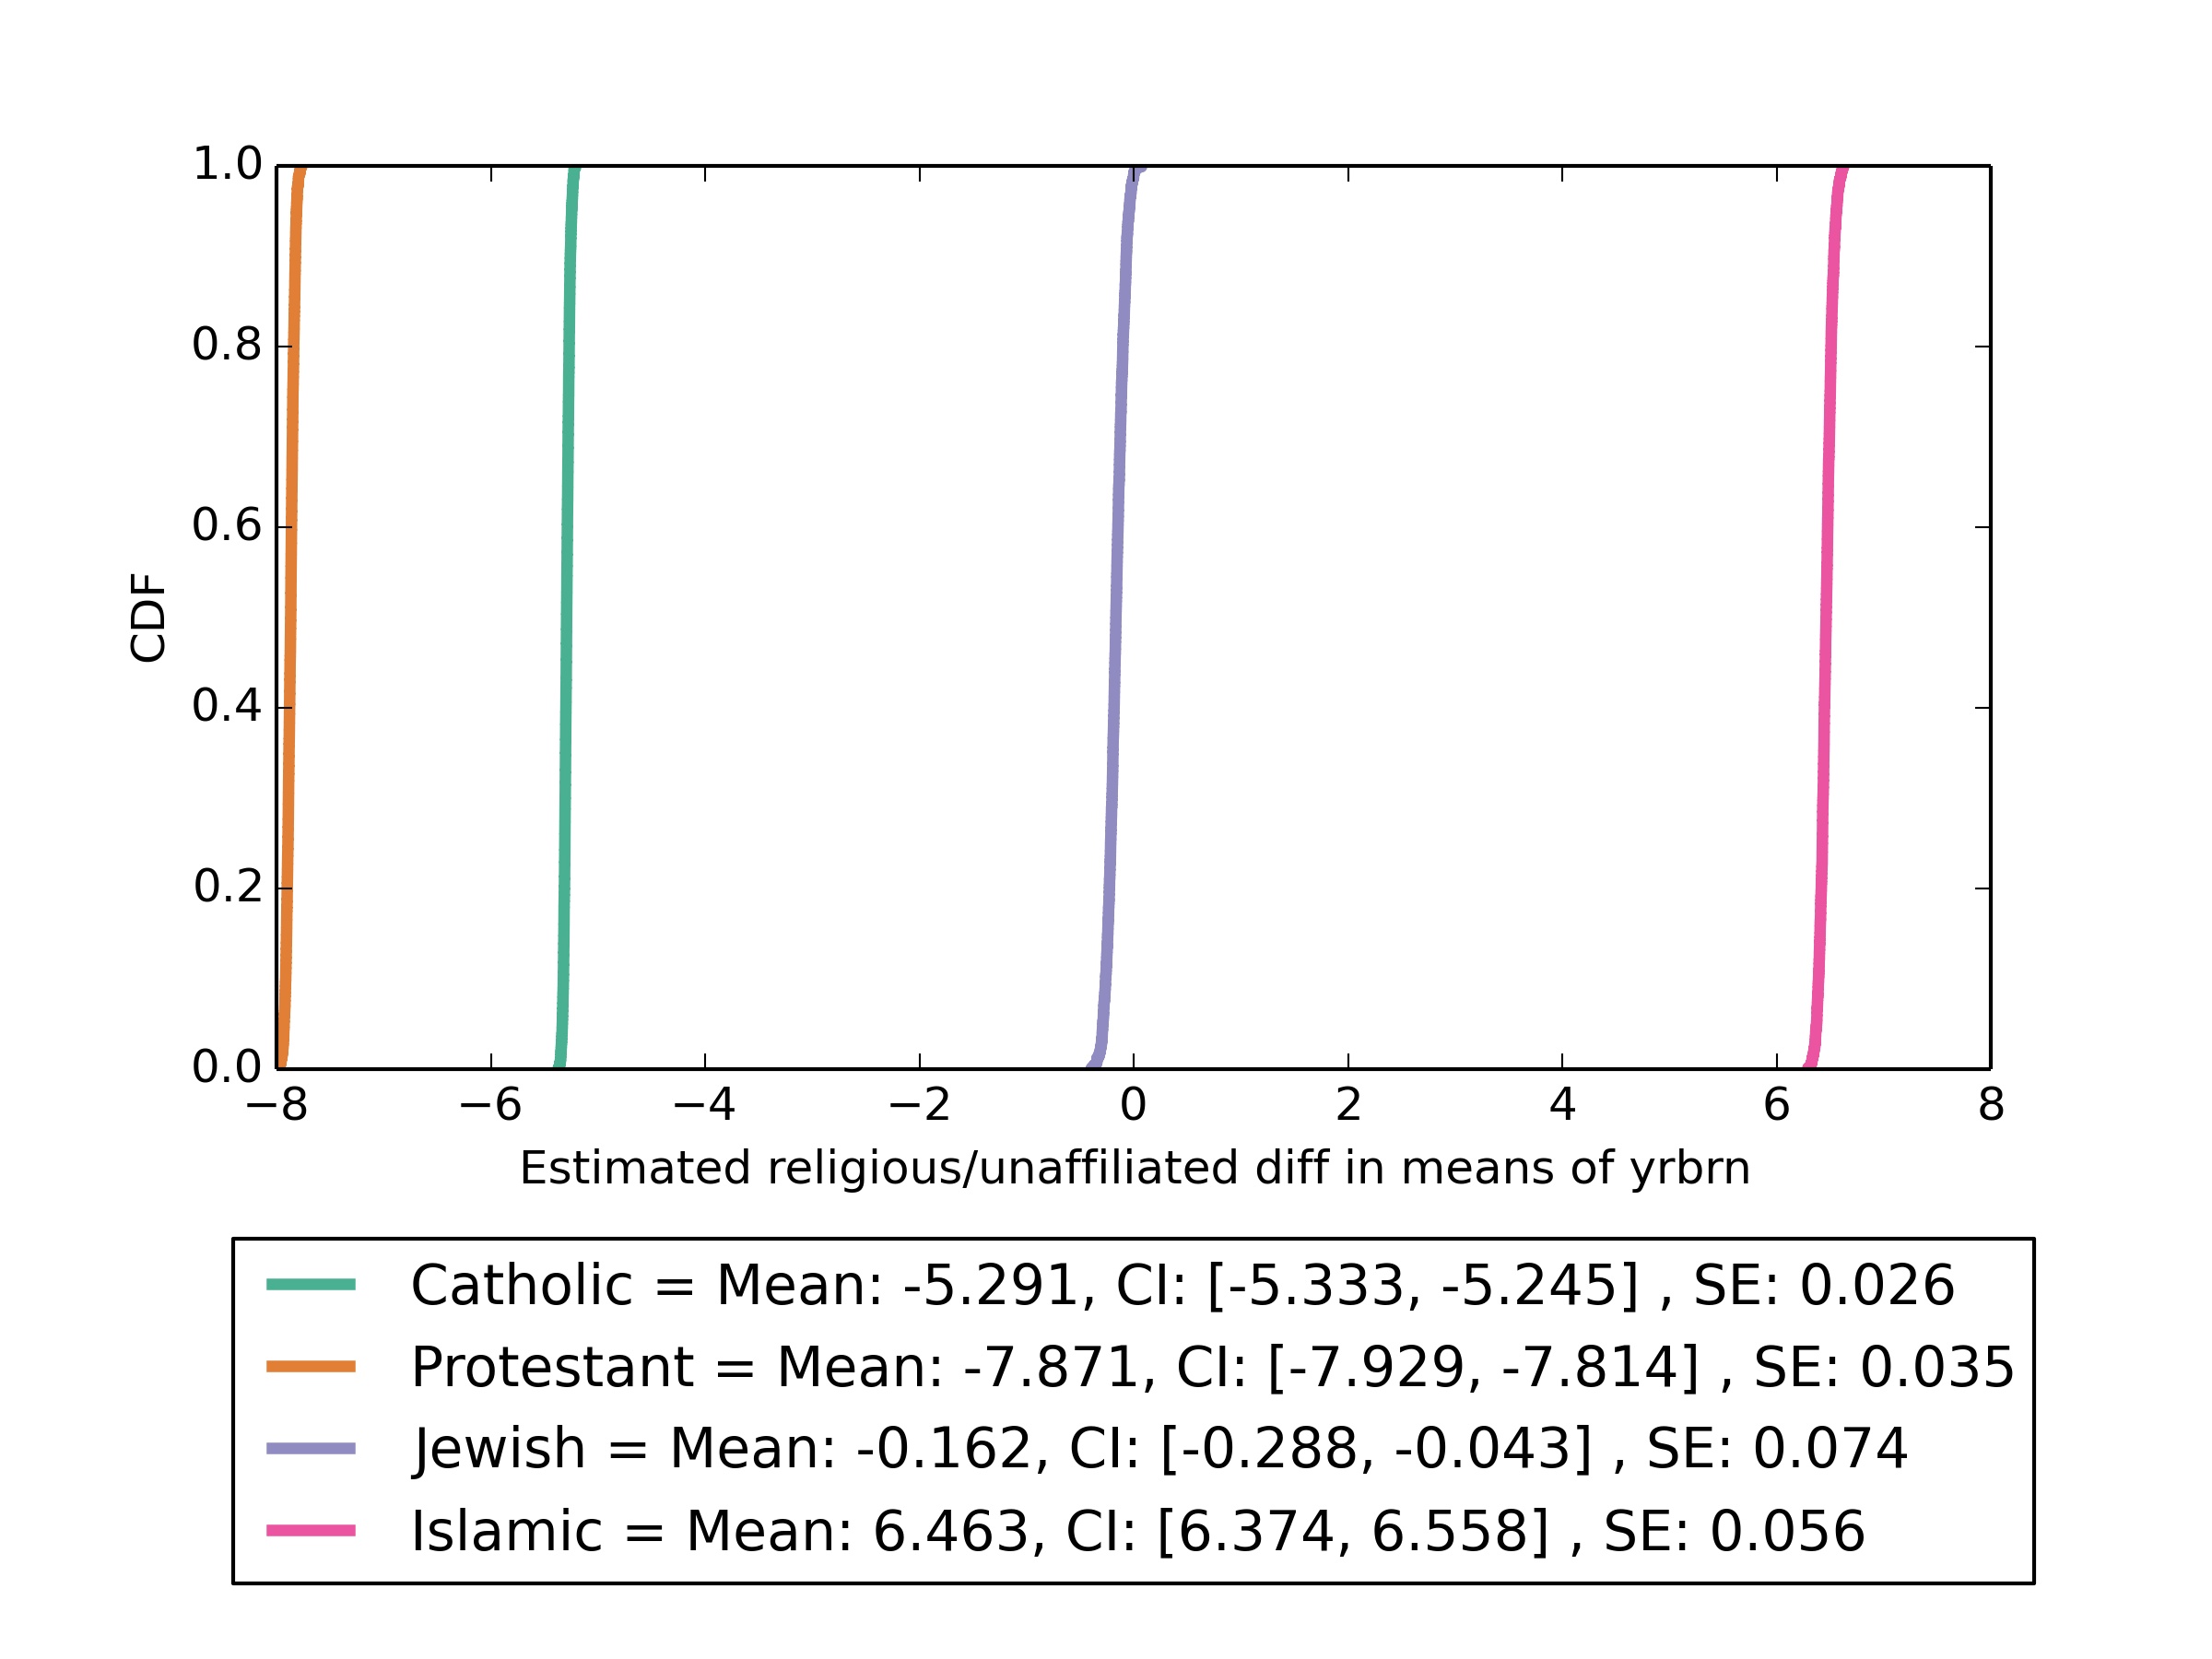 1.0
0.8
0.6
0.4
0.2
0.0
CDF
−8 −6 −4 −2 0 2 4 6 8
Estimated religious/unaffiliated diff in means of yrbrn
Catholic = Mean: -5.291, CI: [-5.333, -5.245] , SE: 0.026
Protestant = Mean: -7.871, CI: [-7.929, -7.814] , SE: 0.035
Jewish = Mean: -0.162, CI: [-0.288, -0.043] , SE: 0.074
Islamic = Mean: 6.463, CI: [6.374, 6.558] , SE: 0.056